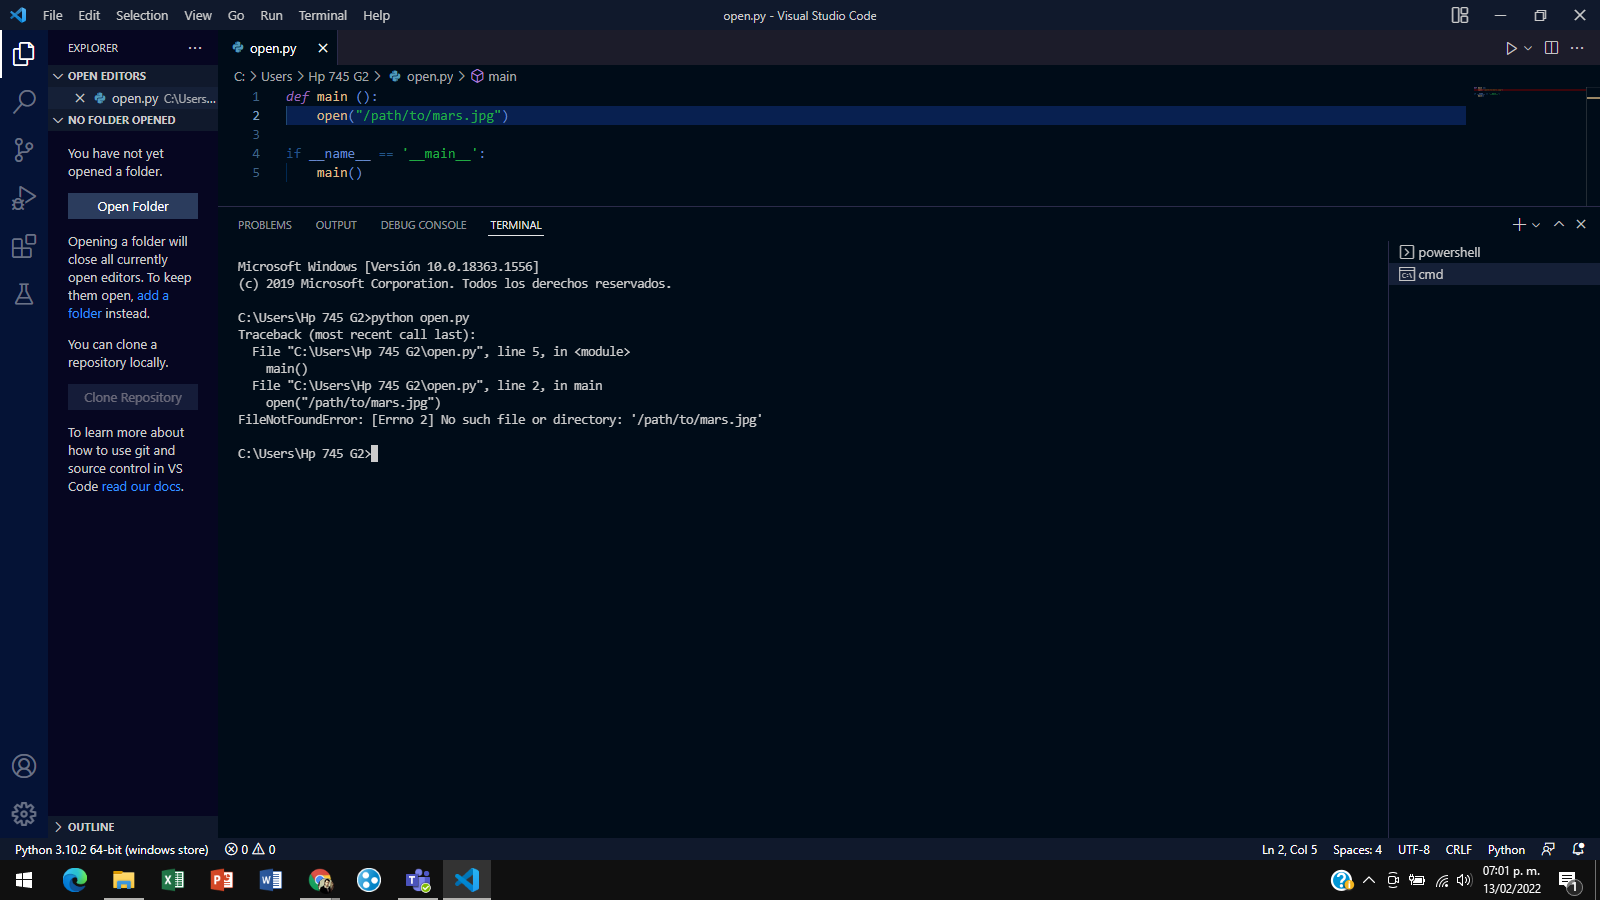 File Edit Selection View Go Run Terminal Help
open.py - Visual Studio Code
EXPLORER
OPEN EDITORS
open.py C:\Users...
NO FOLDER OPENED
You have not yet
opened a folder.
Open Folder
Opening a folder will
close all currently
open editors. To keep
them open, add a
folder instead.
You can clone a
repository locally.
Clone Repository
To learn more about
how to use git and
source control in VS
Code read our docs.
OUTLINE
open.py
C: > Users > Hp 745 G2 > open.py > main
1 def main ():
2 open("/path/to/mars.jpg")
3
4 if __name__ == '__main__':
5 main()
PROBLEMS OUTPUT DEBUG CONSOLE TERMINAL
Microsoft Windows [Versión 10.0.18363.1556]
(c) 2019 Microsoft Corporation. Todos los derechos reservados.
C:\Users\Hp 745 G2>python open.py
Traceback (most recent call last):
File "C:\Users\Hp 745 G2\open.py", line 5, in <module>
main()
File "C:\Users\Hp 745 G2\open.py", line 2, in main
open("/path/to/mars.jpg")
FileNotFoundError: [Errno 2] No such file or directory: '/path/to/mars.jpg'
C:\Users\Hp 745 G2>
powershell
cmd
Python 3.10.2 64-bit (windows store) 0 0
Ln 2, Col 5 Spaces: 4 UTF-8 CRLF Python
07:01 p. m.
13/02/2022
1